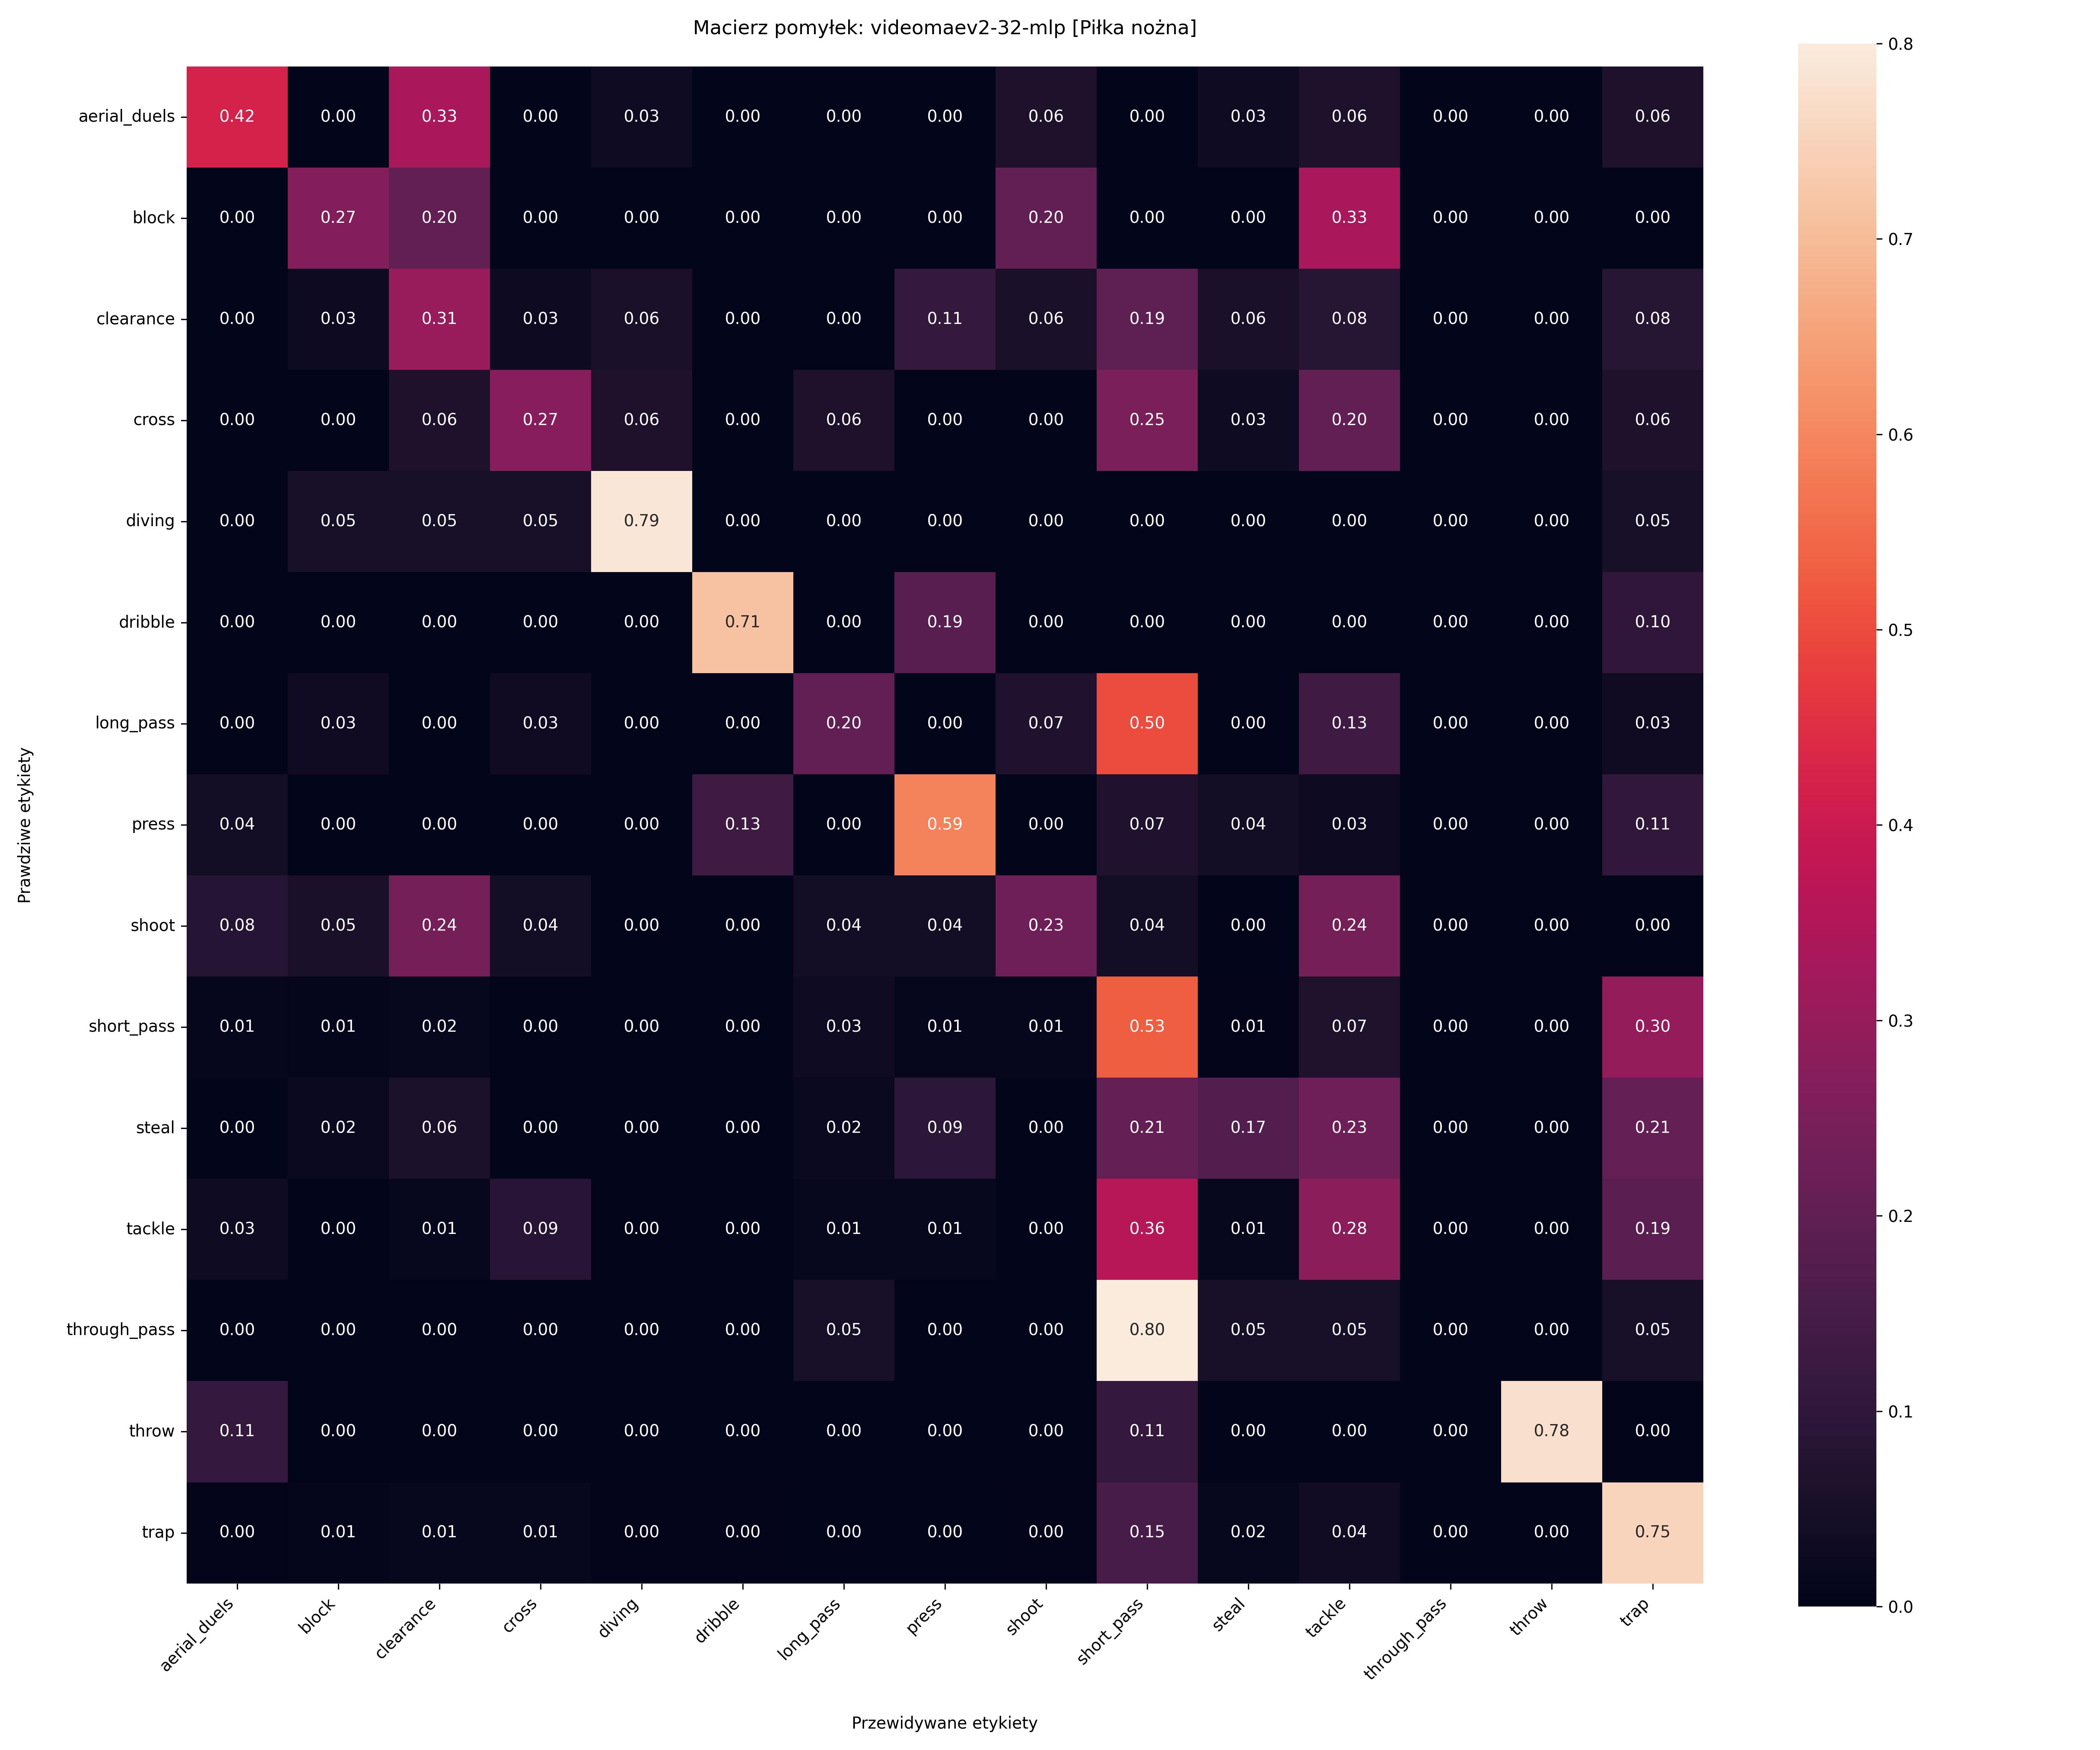 Macierz pomyłek: videomaev2-32-mlp [Piłka nożna]
aerial_duels 0.42 0.00 0.33 0.00 0.03 0.00 0.00 0.00 0.06 0.00 0.03 0.06 0.00 0.00 0.06
block 0.00 0.27 0.20 0.00 0.00 0.00 0.00 0.00 0.20 0.00 0.00 0.33 0.00 0.00 0.00
clearance 0.00 0.03 0.31 0.03 0.06 0.00 0.00 0.11 0.06 0.19 0.06 0.08 0.00 0.00 0.08
cross 0.00 0.00 0.06 0.27 0.06 0.00 0.06 0.00 0.00 0.25 0.03 0.20 0.00 0.00 0.06
diving 0.00 0.05 0.05 0.05 0.79 0.00 0.00 0.00 0.00 0.00 0.00 0.00 0.00 0.00 0.05
dribble 0.00 0.00 0.00 0.00 0.00 0.71 0.00 0.19 0.00 0.00 0.00 0.00 0.00 0.00 0.10
long_pass 0.00 0.03 0.00 0.03 0.00 0.00 0.20 0.00 0.07 0.50 0.00 0.13 0.00 0.00 0.03
press 0.04 0.00 0.00 0.00 0.00 0.13 0.00 0.59 0.00 0.07 0.04 0.03 0.00 0.00 0.11
shoot 0.08 0.05 0.24 0.04 0.00 0.00 0.04 0.04 0.23 0.04 0.00 0.24 0.00 0.00 0.00
short_pass 0.01 0.01 0.02 0.00 0.00 0.00 0.03 0.01 0.01 0.53 0.01 0.07 0.00 0.00 0.30
steal 0.00 0.02 0.06 0.00 0.00 0.00 0.02 0.09 0.00 0.21 0.17 0.23 0.00 0.00 0.21
tackle 0.03 0.00 0.01 0.09 0.00 0.00 0.01 0.01 0.00 0.36 0.01 0.28 0.00 0.00 0.19
through_pass 0.00 0.00 0.00 0.00 0.00 0.00 0.05 0.00 0.00 0.80 0.05 0.05 0.00 0.00 0.05
throw 0.11 0.00 0.00 0.00 0.00 0.00 0.00 0.00 0.00 0.11 0.00 0.00 0.00 0.78 0.00
trap 0.00 0.01 0.01 0.01 0.00 0.00 0.00 0.00 0.00 0.15 0.02 0.04 0.00 0.00 0.75
aerial_duels block clearance cross diving dribble long_pass press shoot short_pass steal tackle through_pass throw trap
Prawdziwe etykiety
Przewidywane etykiety
0.8
0.7
0.6
0.5
0.4
0.3
0.2
0.1
0.0